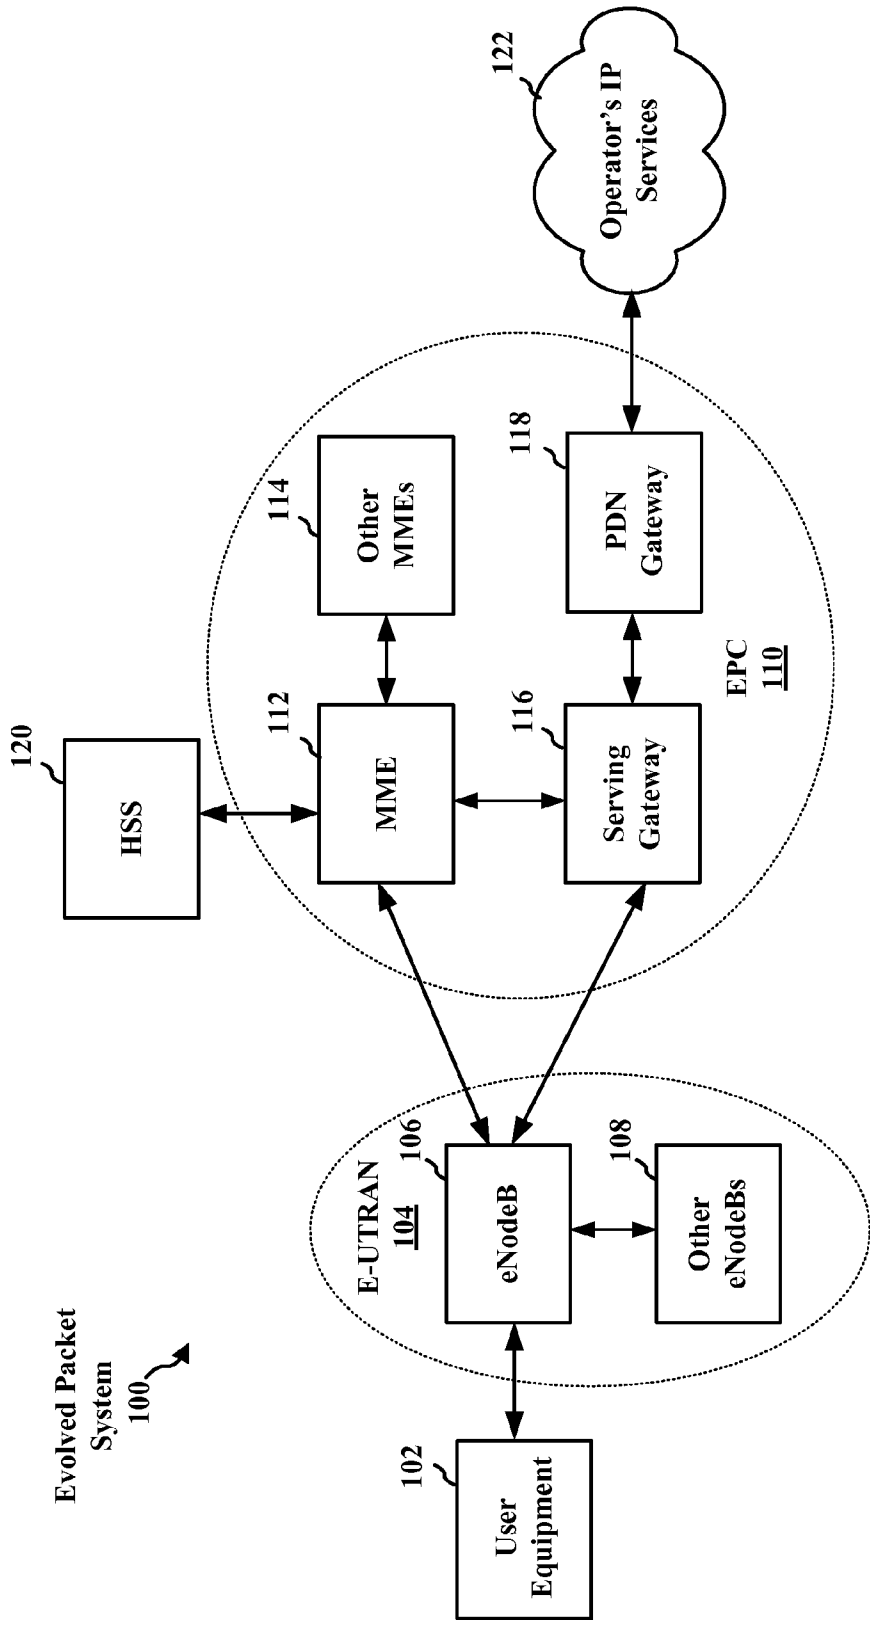 Evolved Packet
System
100
102
User
Equipment
E-UTRAN
104
106
eNodeB
108
Other
eNodeBs
120
HSS
112
MME
114
Other
MMEs
116
Serving
Gateway
118
PDN
Gateway
EPC
110
122
Operator's IP
Services